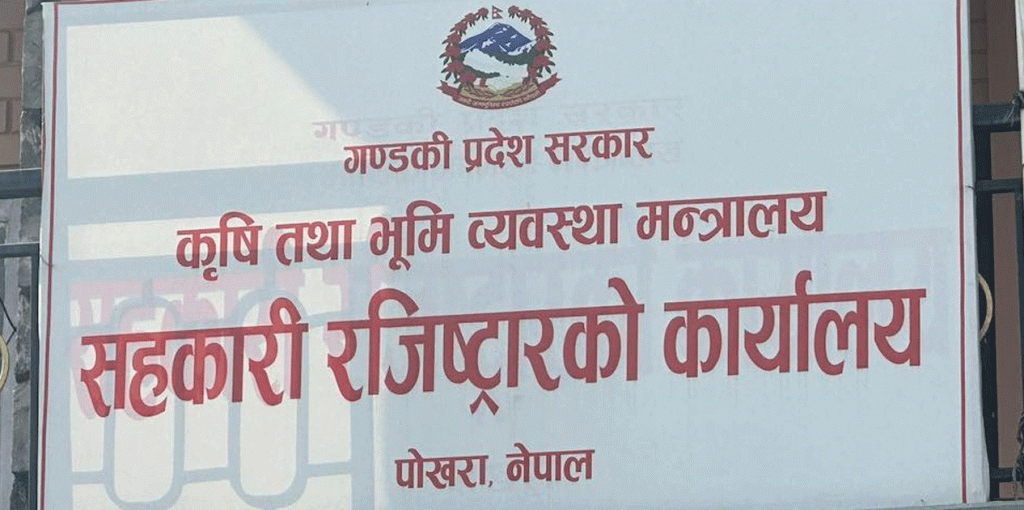 गण्डकी प्रदेश सरकार
कृषि तथा भूमि व्यवस्था मन्त्रालय
सहकारी रजिष्ट्रारको कार्यालय
पोखरा, नेपाल